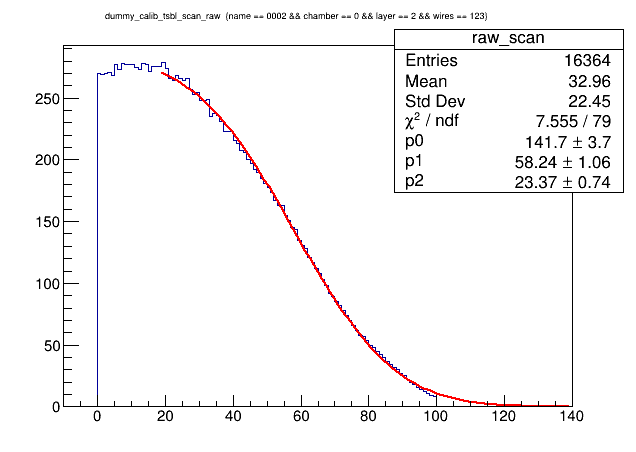 dummy_calib_tsbl_scan_raw {name == 0002 && chamber == 0 && layer == 2 && wires == 123}
raw_scan
Entries 16364
Mean 32.96
Std Dev 22.45
χ² / ndf 7.555 / 79
p0 141.7 ± 3.7
p1 58.24 ± 1.06
p2 23.37 ± 0.74
250
200
150
100
50
0
0 20 40 60 80 100 120 140